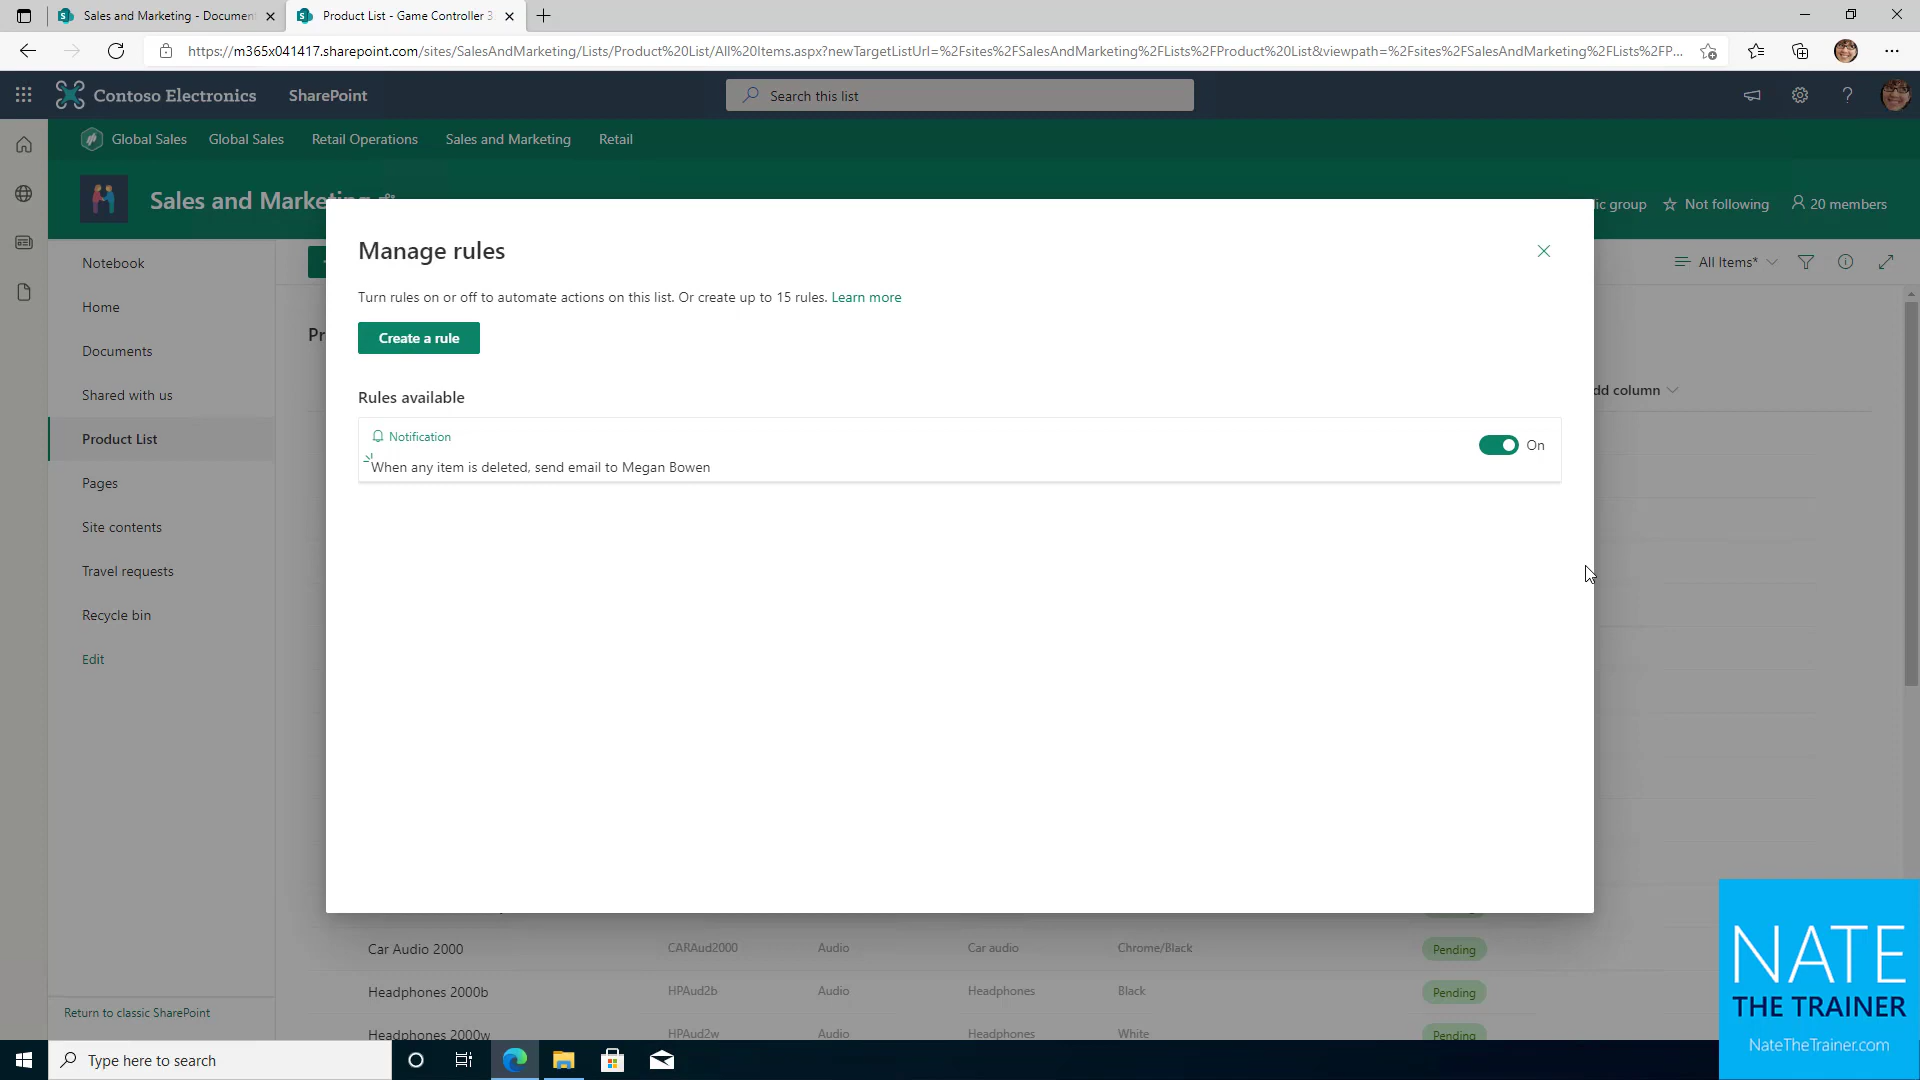 Sales and Marketing - Documen
Product List - Game Controller 3
https://m365x041417.sharepoint.com/sites/SalesAndMarketing/Lists/Product%20List/All%20Items.aspx?newTargetListUrl=%2Fsites%2FSalesAndMarketing%2FLists%2FProduct%20List&viewpath=%2Fsites%2FSalesAndMarketing%2FLists%2FP...
Contoso Electronics
SharePoint
Search this list
Global Sales
Global Sales
Retail Operations
Sales and Marketing
Retail
Sales and Marketing
ic group
Not following
20 members
Notebook
Home
Documents
Shared with us
Product List
Pages
Site contents
Travel requests
Recycle bin
Edit
Return to classic SharePoint
All Items*
Pr
dd column
Manage rules
Turn rules on or off to automate actions on this list. Or create up to 15 rules. Learn more
Create a rule
Rules available
Notification
When any item is deleted, send email to Megan Bowen
On
Car Audio 2000 CARAud2000 Audio Car audio Chrome/Black Pending
Headphones 2000b HPAud2b Audio Headphones Black Pending
Headphones 2000w HPAud2w Audio Headphones White Pending
NATE
THE TRAINER
NateTheTrainer.com
Type here to search